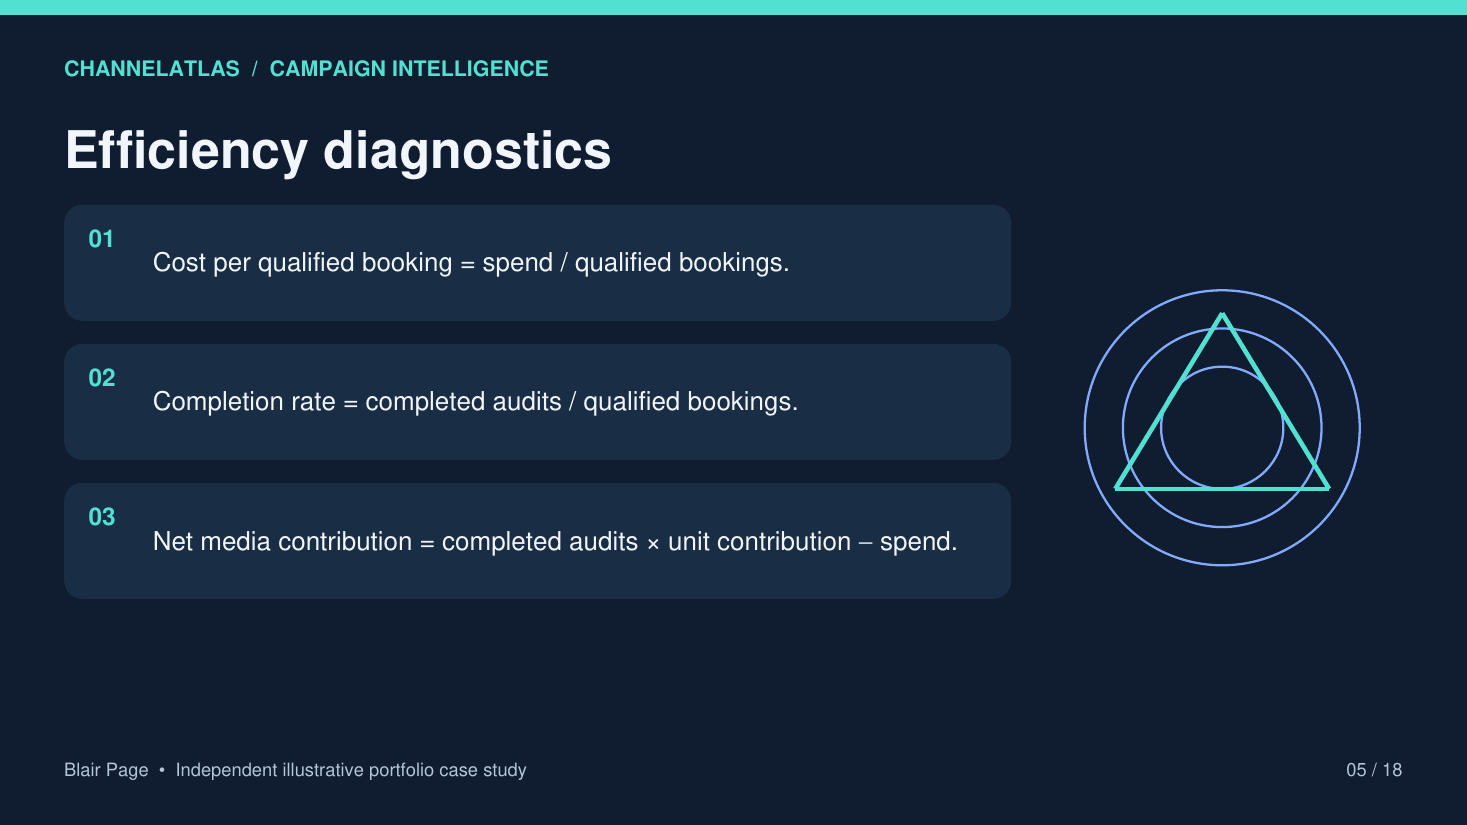 CHANNELATLAS / CAMPAIGN INTELLIGENCE
Efficiency diagnostics
01
Cost per qualified booking = spend / qualified bookings.
02
Completion rate = completed audits / qualified bookings.
03
Net media contribution = completed audits × unit contribution – spend.
Blair Page • Independent illustrative portfolio case study
05 / 18